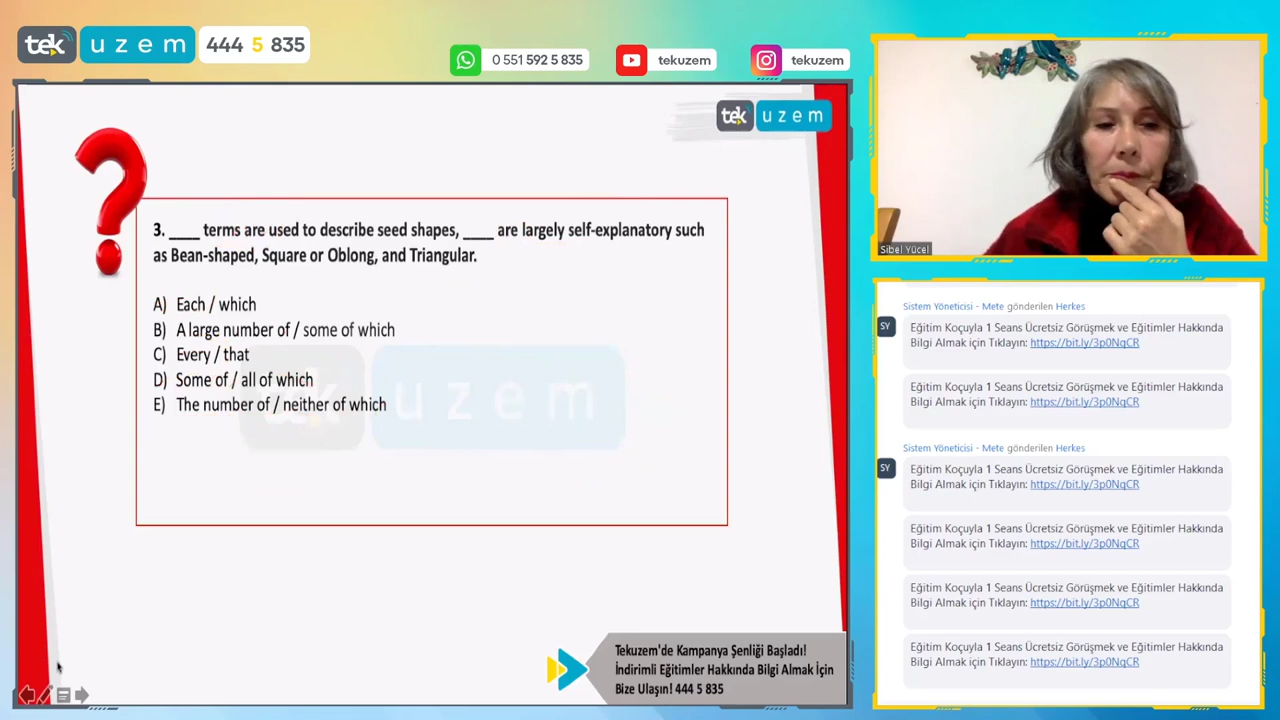 tek uzem 444 5 835
0 551 592 5 835
tekuzem
tekuzem
tek uzem
3. ____ terms are used to describe seed shapes, ____ are largely self-explanatory such
as Bean-shaped, Square or Oblong, and Triangular.
A) Each / which
B) A large number of / some of which
C) Every / that
D) Some of / all of which
E) The number of / neither of which
tek uzem
Tekuzem'de Kampanya Şenliği Başladı!
İndirimli Eğitimler Hakkında Bilgi Almak İçin
Bize Ulaşın! 444 5 835
Sibel Yücel
Sistem Yöneticisi - Mete gönderilen Herkes
SY
Eğitim Koçuyla 1 Seans Ücretsiz Görüşmek ve Eğitimler Hakkında
Bilgi Almak için Tıklayın: https://bit.ly/3p0NqCR
Eğitim Koçuyla 1 Seans Ücretsiz Görüşmek ve Eğitimler Hakkında
Bilgi Almak için Tıklayın: https://bit.ly/3p0NqCR
Sistem Yöneticisi - Mete gönderilen Herkes
SY
Eğitim Koçuyla 1 Seans Ücretsiz Görüşmek ve Eğitimler Hakkında
Bilgi Almak için Tıklayın: https://bit.ly/3p0NqCR
Eğitim Koçuyla 1 Seans Ücretsiz Görüşmek ve Eğitimler Hakkında
Bilgi Almak için Tıklayın: https://bit.ly/3p0NqCR
Eğitim Koçuyla 1 Seans Ücretsiz Görüşmek ve Eğitimler Hakkında
Bilgi Almak için Tıklayın: https://bit.ly/3p0NqCR
Eğitim Koçuyla 1 Seans Ücretsiz Görüşmek ve Eğitimler Hakkında
Bilgi Almak için Tıklayın: https://bit.ly/3p0NqCR